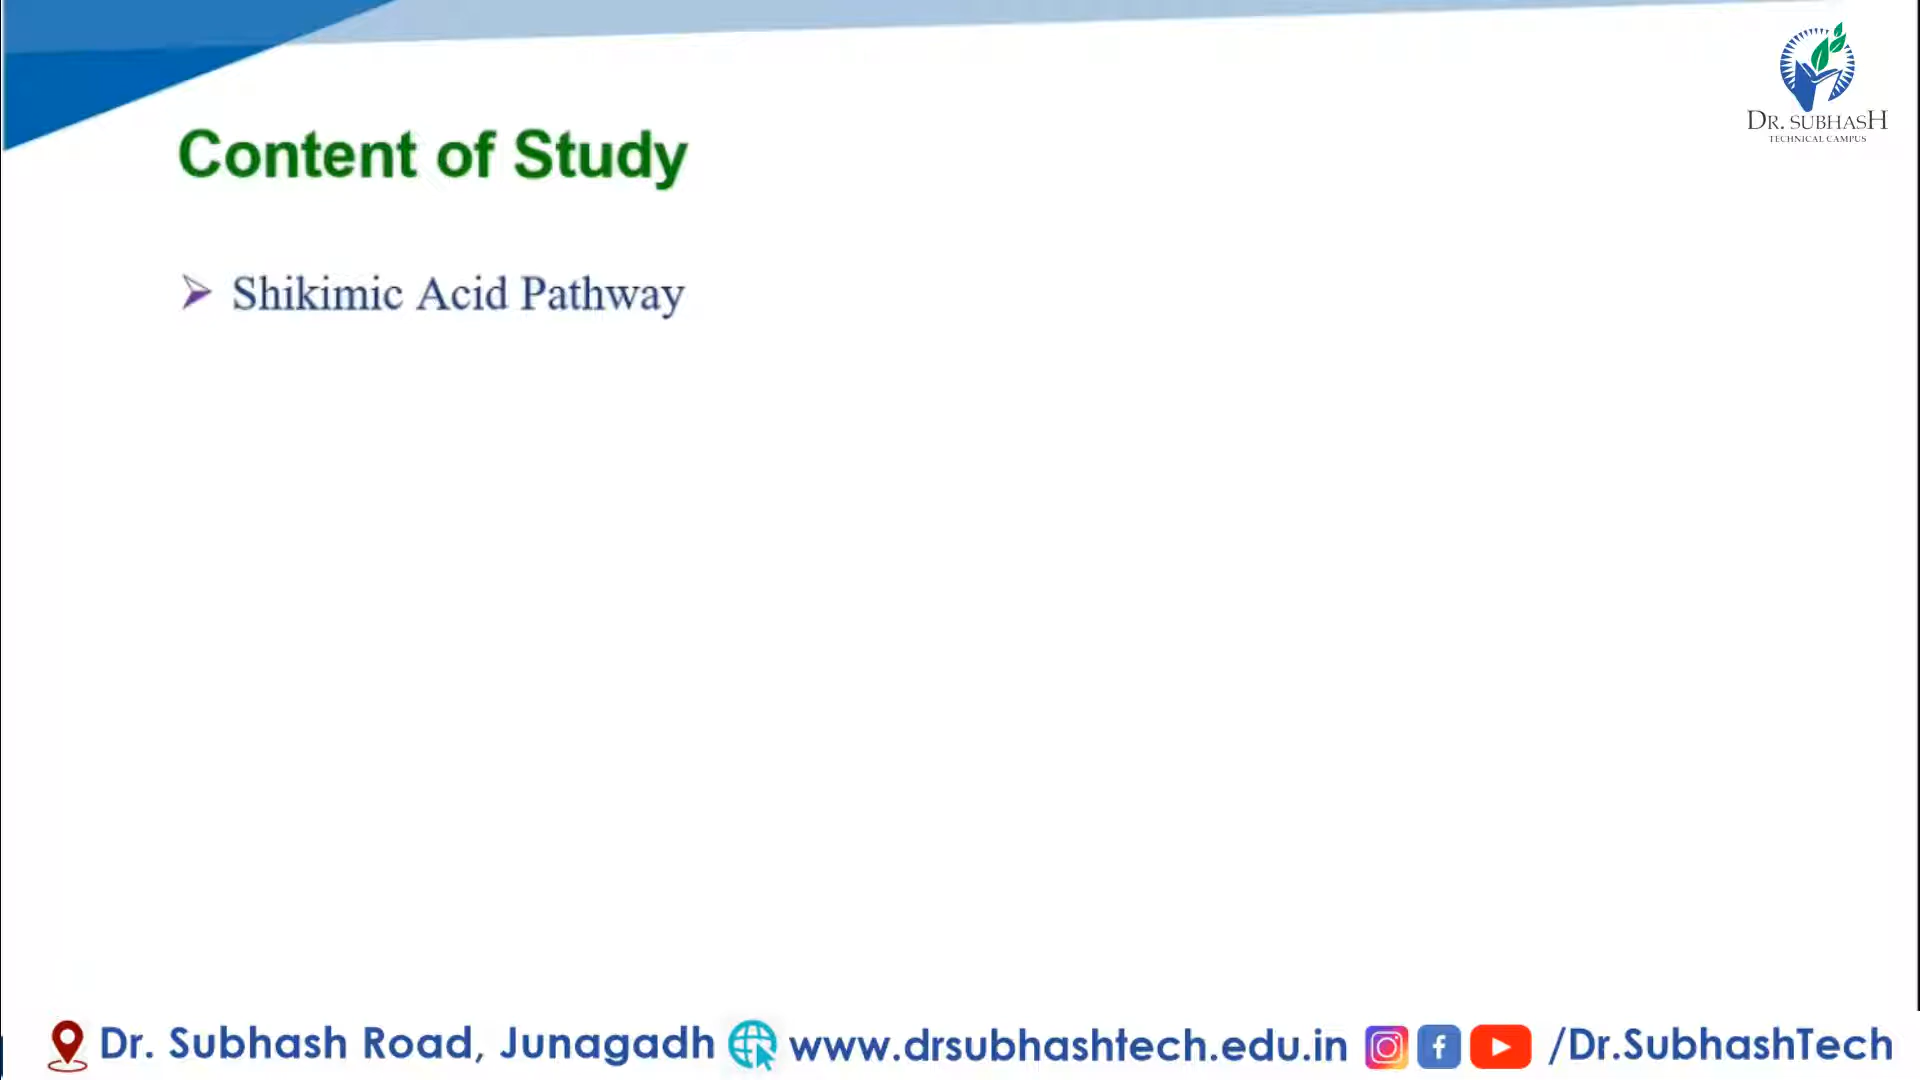 DR. SUBHASH
TECHNICAL CAMPUS
Content of Study
Shikimic Acid Pathway
Dr. Subhash Road, Junagadh www.drsubhashtech.edu.in /Dr.SubhashTech